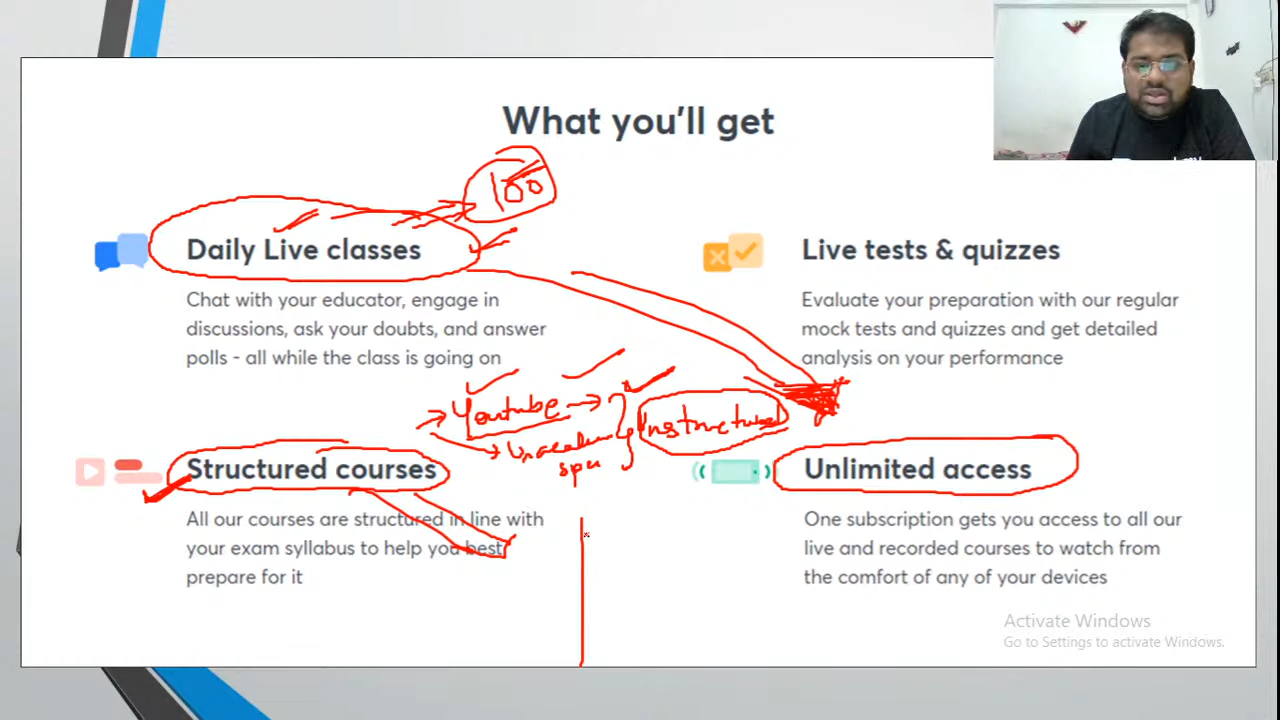 What you'll get
100
Daily Live classes
Chat with your educator, engage in
discussions, ask your doubts, and answer
polls - all while the class is going on
Live tests & quizzes
Evaluate your preparation with our regular
mock tests and quizzes and get detailed
analysis on your performance
Youtube
Structured courses
All our courses are structured in line with
your exam syllabus to help you best
prepare for it
Unlimited access
One subscription gets you access to all our
live and recorded courses to watch from
the comfort of any of your devices
Activate Windows
Go to Settings to activate Windows.